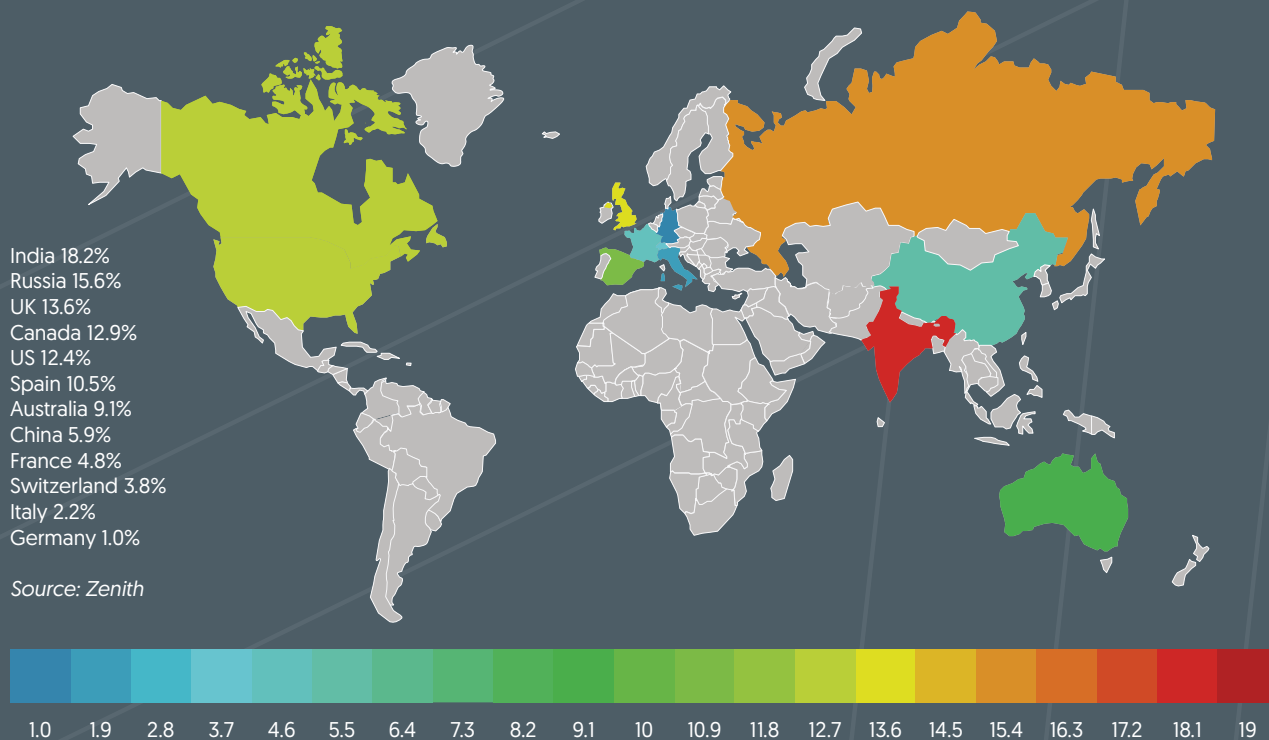 India 18.2%
Russia 15.6%
UK 13.6%
Canada 12.9%
US 12.4%
Spain 10.5%
Australia 9.1%
China 5.9%
France 4.8%
Switzerland 3.8%
Italy 2.2%
Germany 1.0%
Source: Zenith
1.0 1.9 2.8 3.7 4.6 5.5 6.4 7.3 8.2 9.1 10 10.9 11.8 12.7 13.6 14.5 15.4 16.3 17.2 18.1 19